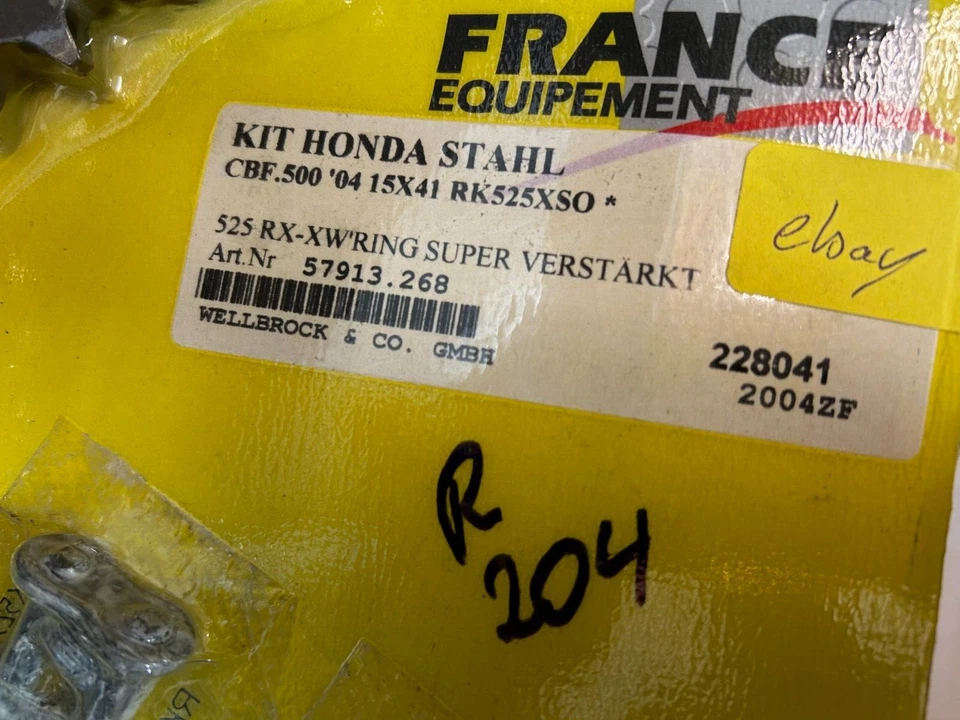 FRANCE
EQUIPEMENT
KIT HONDA STAHL
CBF.500 '04 15X41 RK525XSO *
525 RX-XW'RING SUPER VERSTÄRKT
Art.Nr 57913.268
WELLBROCK & CO. GMBH
ebay
228041
2004ZF
R
204